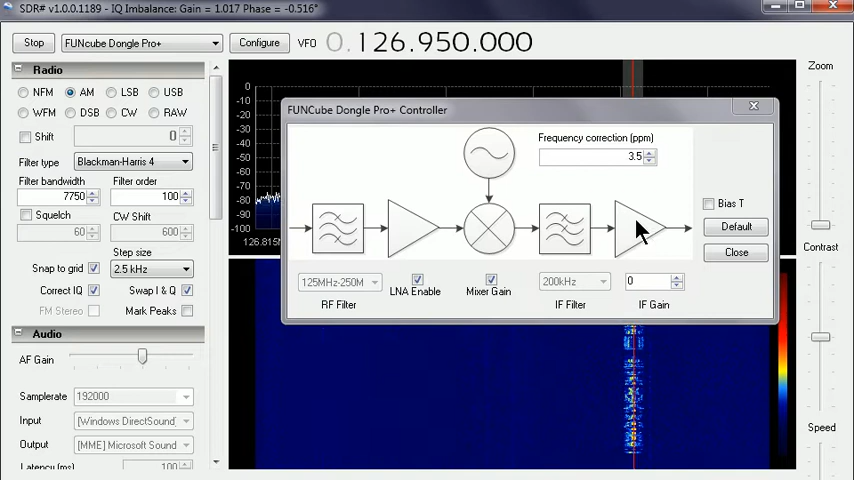 SDR# v1.0.0.1189 - IQ Imbalance: Gain = 1.017 Phase = -0.516°
Stop FUNcube Dongle Pro+ Configure VFO 0.126.950.000
Radio
NFM AM LSB USB
WFM DSB CW RAW
Shift 0
Filter type Blackman-Harris 4
Filter bandwidth Filter order
7750 100
Squelch CW Shift
60 600
Step size
Snap to grid 2.5 kHz
Correct IQ Swap I & Q
FM Stereo Mark Peaks
Audio
AF Gain
Samplerate 192000
Input [Windows DirectSound]
Output [MME] Microsoft Sound
Latency (ms) 100
0
-30
-40
-50
-60
-70
-80
-90
-100
126.815M
FUNCube Dongle Pro+ Controller
Frequency correction (ppm)
3.5
Bias T
Default
Close
125MHz-250M LNA Enable Mixer Gain 200kHz 0
RF Filter IF Filter IF Gain
Zoom
Contrast
Speed